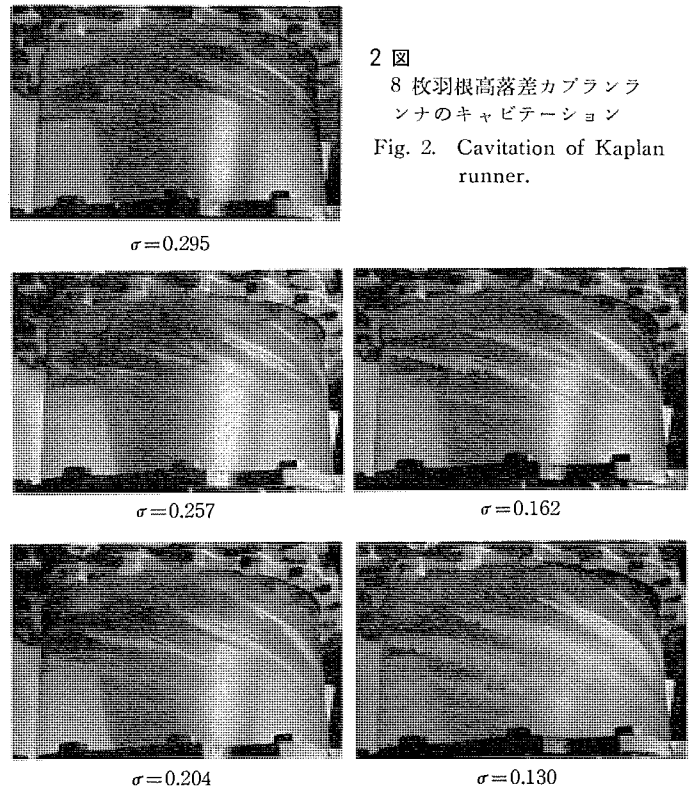 2 図
8 枚羽根高落差カプランラ
ンナのキャビテーション
Fig. 2. Cavitation of Kaplan
runner.
σ=0.295
σ=0.257
σ=0.162
σ=0.204
σ=0.130